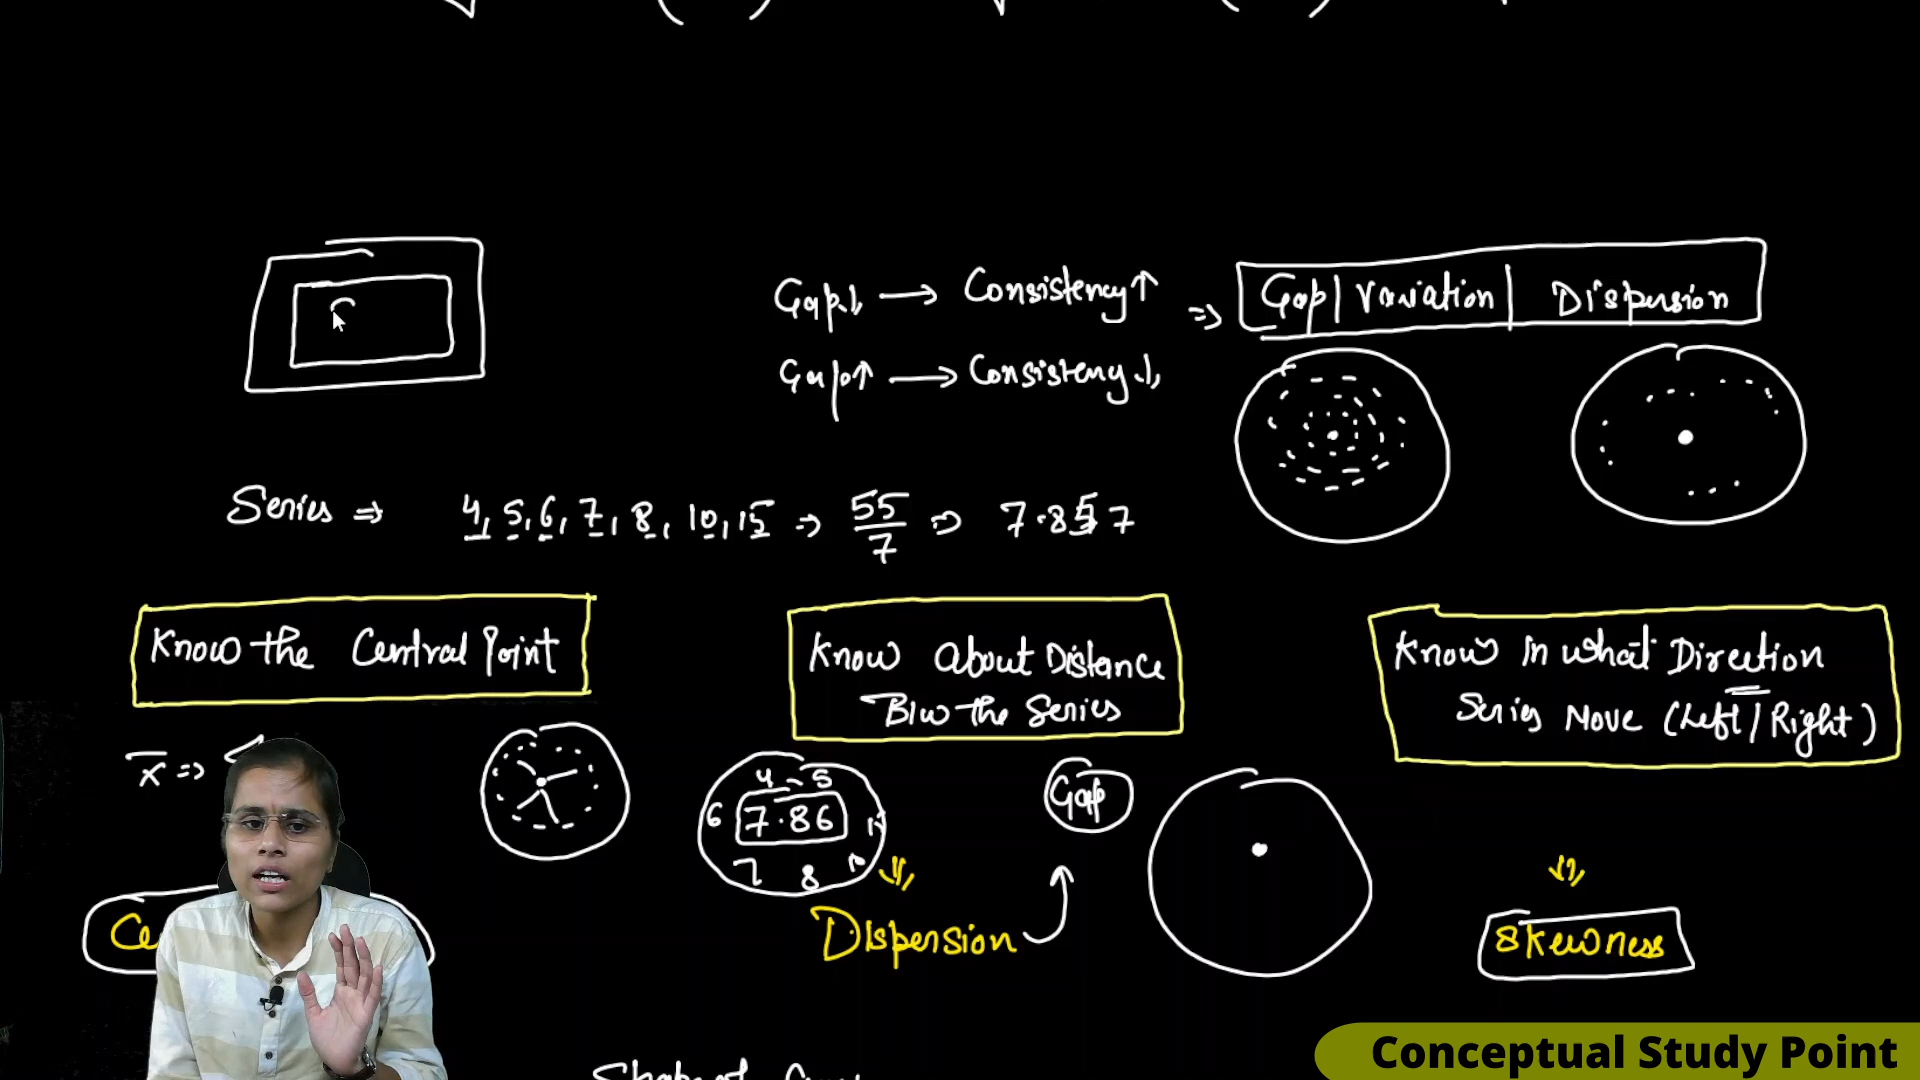 Gap↓ → Consistency↑
⇒ Gap | Variation | Dispersion
Gap↑ → Consistency↓
Series ⇒ 4, 5, 6, 7, 8, 10, 15 ⇒ 55/7 ⇒ 7.857
Know the Central Point
Know about Distance
B/w the Series
Know in what Direction
Series Move (Left/Right)
x̄ ⇒
4 5
6 7.86
7 8 10
Gap
Dispersion
Skewness
Ce
Conceptual Study Point